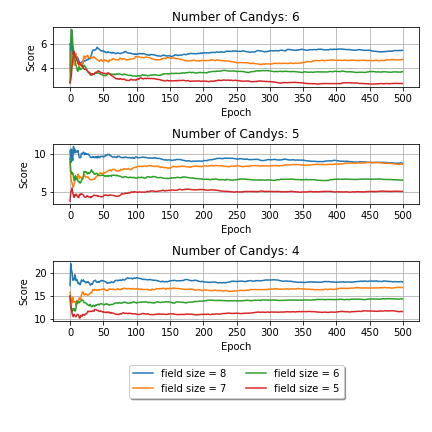 Number of Candys: 6
6
4
Score
0 50 100 150 200 250 300 350 400 450 500
Epoch
Number of Candys: 5
10
5
Score
0 50 100 150 200 250 300 350 400 450 500
Epoch
Number of Candys: 4
20
15
10
Score
0 50 100 150 200 250 300 350 400 450 500
Epoch
field size = 8 field size = 6
field size = 7 field size = 5